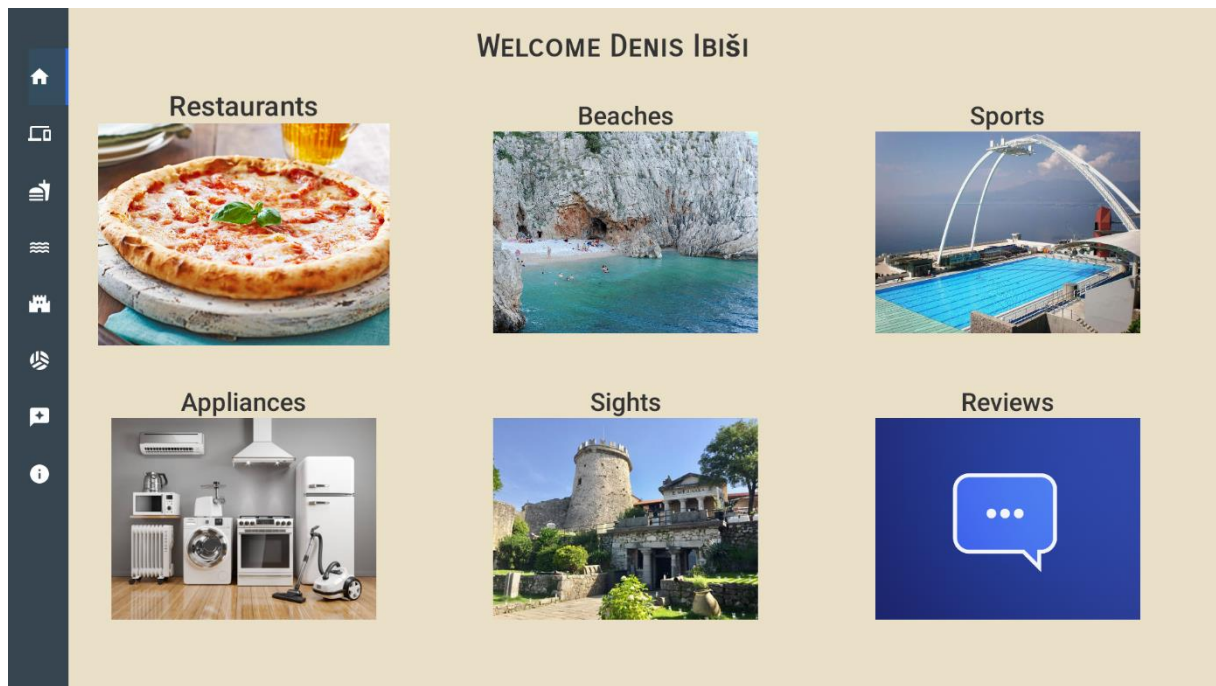 Welcome Denis Ibiši
Restaurants
Beaches
Sports
Appliances
Sights
Reviews